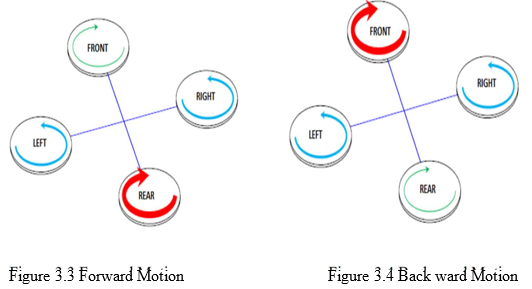 FRONT
RIGHT
LEFT
REAR
FRONT
RIGHT
LEFT
REAR
Figure 3.3 Forward Motion
Figure 3.4 Back ward Motion